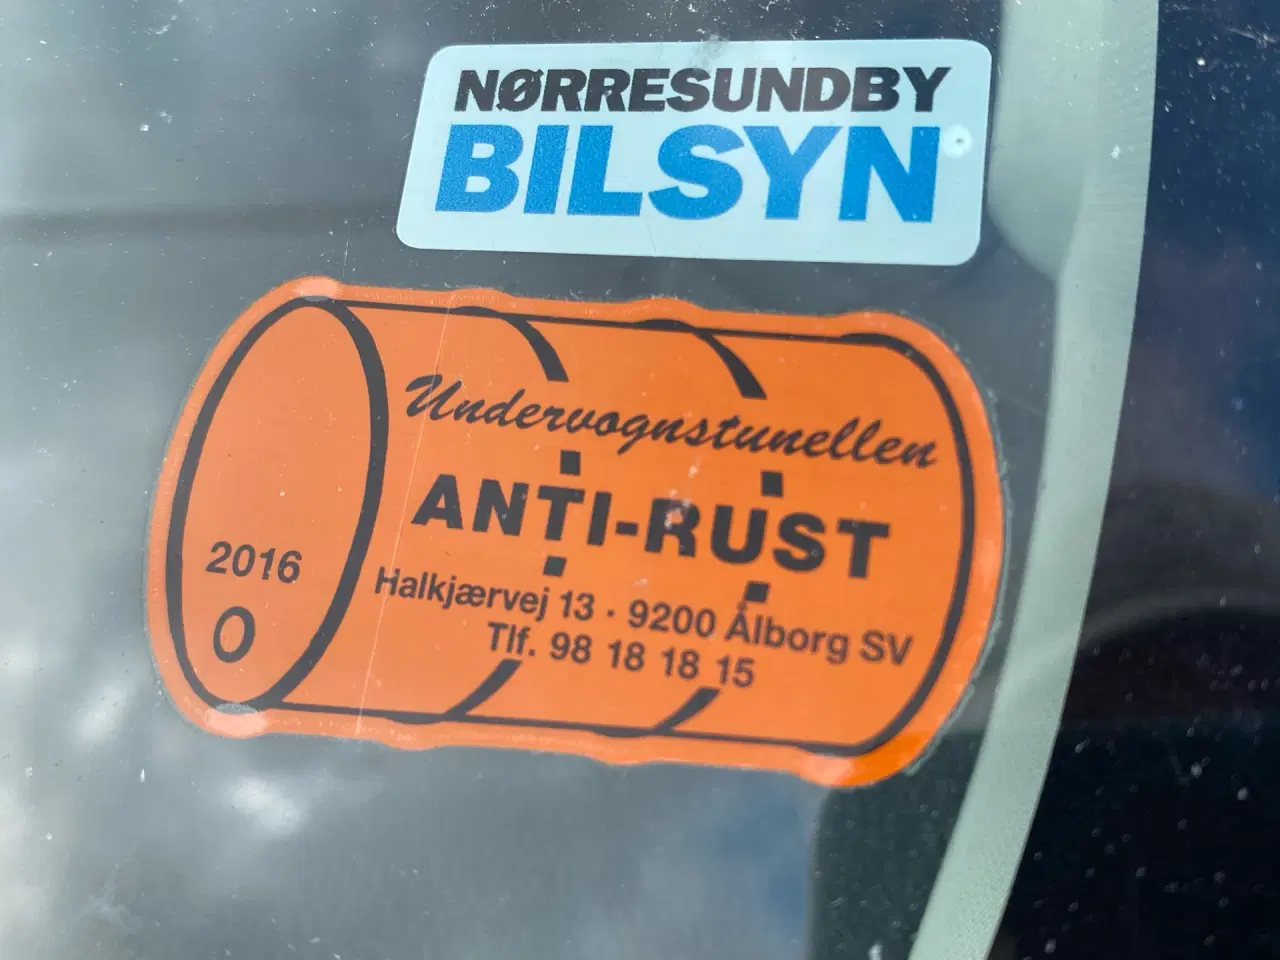 NØRRESUNDBY
BILSYN
Undervognstunellen
ANTI-RUST
Halkjærvej 13 · 9200 Ålborg SV
Tlf. 98 18 18 15
2016
O